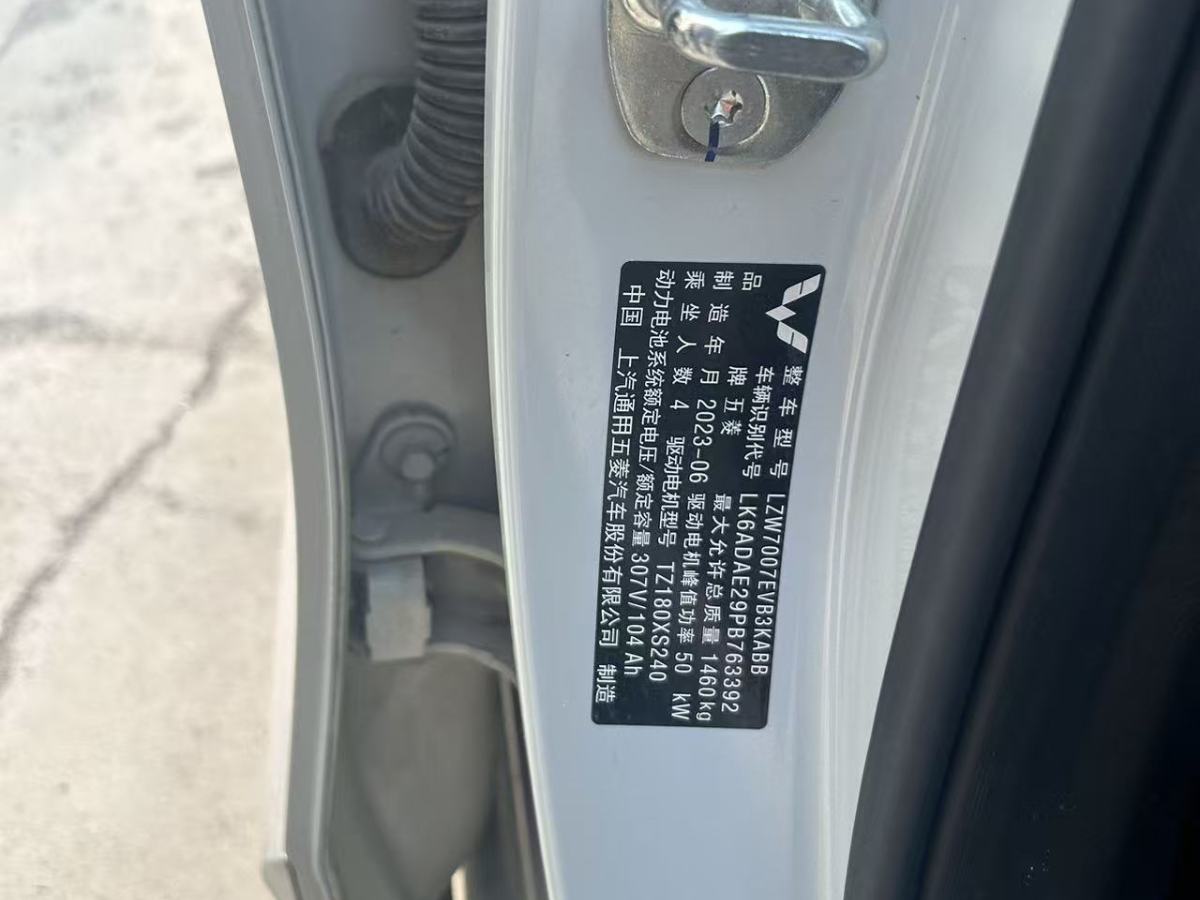 整车型号 LZW7007EVB3KABB
车辆识别代号 LK6ADAE29PB763392
品牌 五菱 最大允许总质量 1460kg
制造年月 2023-06 驱动电机峰值功率 50 kW
乘坐人数 4 驱动电机型号 TZ180XS240
动力电池系统额定电压/额定容量 307V/104Ah
中国 上汽通用五菱汽车股份有限公司 制造